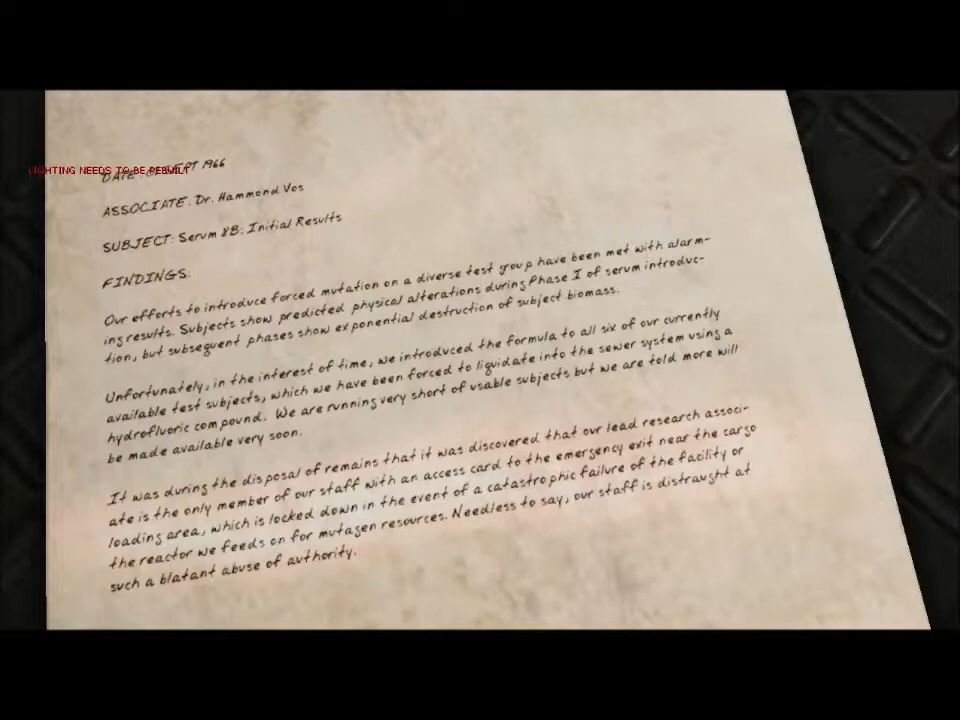 LIGHTING NEEDS TO BE REBUILT
DATE: SEPT 1966
ASSOCIATE: Dr. Hammond Vos
SUBJECT: Serum 8B: Initial Results
FINDINGS:
Our efforts to introduce forced mutation on a diverse test group have been met with alarm-
ing results. Subjects show predicted physical alterations during Phase I of serum introduc-
tion, but subsequent phases show exponential destruction of subject biomass.
Unfortunately, in the interest of time, we introduced the formula to all six of our currently
available test subjects, which we have been forced to liquidate into the sewer system using a
hydrofluoric compound. We are running very short of usable subjects but we are told more will
be made available very soon.
It was during the disposal of remains that it was discovered that our lead research associ-
ate is the only member of our staff with an access card to the emergency exit near the cargo
loading area, which is locked down in the event of a catastrophic failure of the facility or
the reactor we feeds on for mutagen resources. Needless to say, our staff is distraught at
such a blatant abuse of authority.